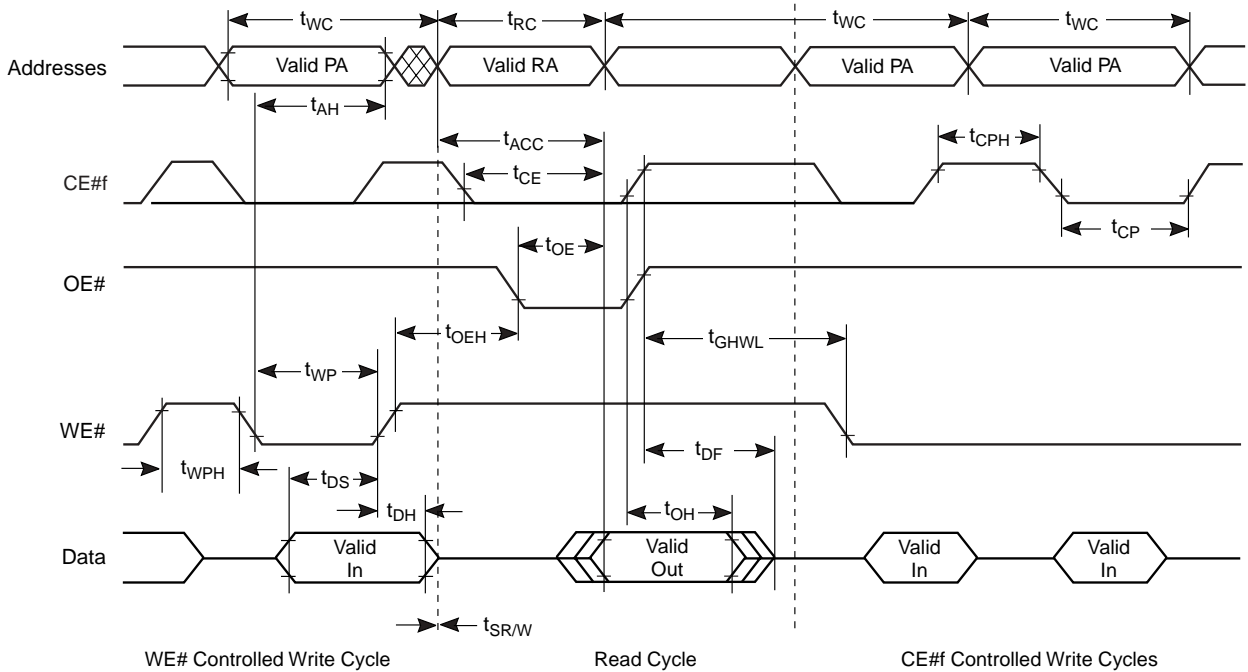 tWC tRC tWC tWC
Addresses Valid PA Valid RA Valid PA Valid PA
tAH
tACC
tCPH
CE#f
tCE
tCP
tOE
OE#
tOEH
tGHWL
tWP
WE#
tWPH
tDF
tDS
tDH
tOH
Data Valid In Valid Out Valid In Valid In
tSR/W
WE# Controlled Write Cycle Read Cycle CE#f Controlled Write Cycles